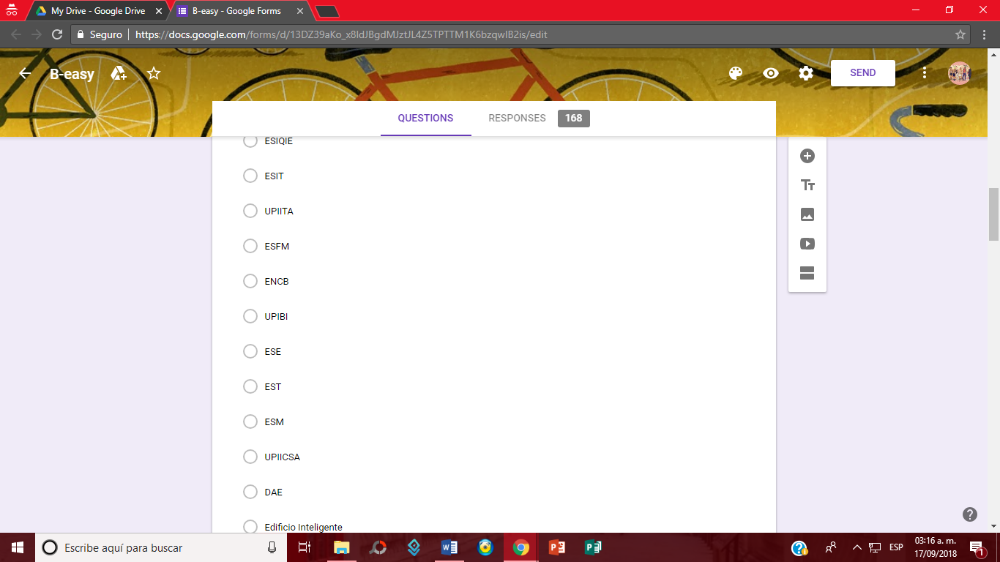 My Drive - Google Drive
B-easy - Google Forms
Seguro
https://docs.google.com/forms/d/13DZ39aKo_x8ldJBgdMJztJL4Z5TPTTM1K6bzqwlB2is/edit
B-easy
SEND
QUESTIONS
RESPONSES 168
ESIQIE
ESIT
UPIITA
ESFM
ENCB
UPIBI
ESE
EST
ESM
UPIICSA
DAE
Edificio Inteligente
Escribe aquí para buscar
ESP
03:16 a. m.
17/09/2018
1